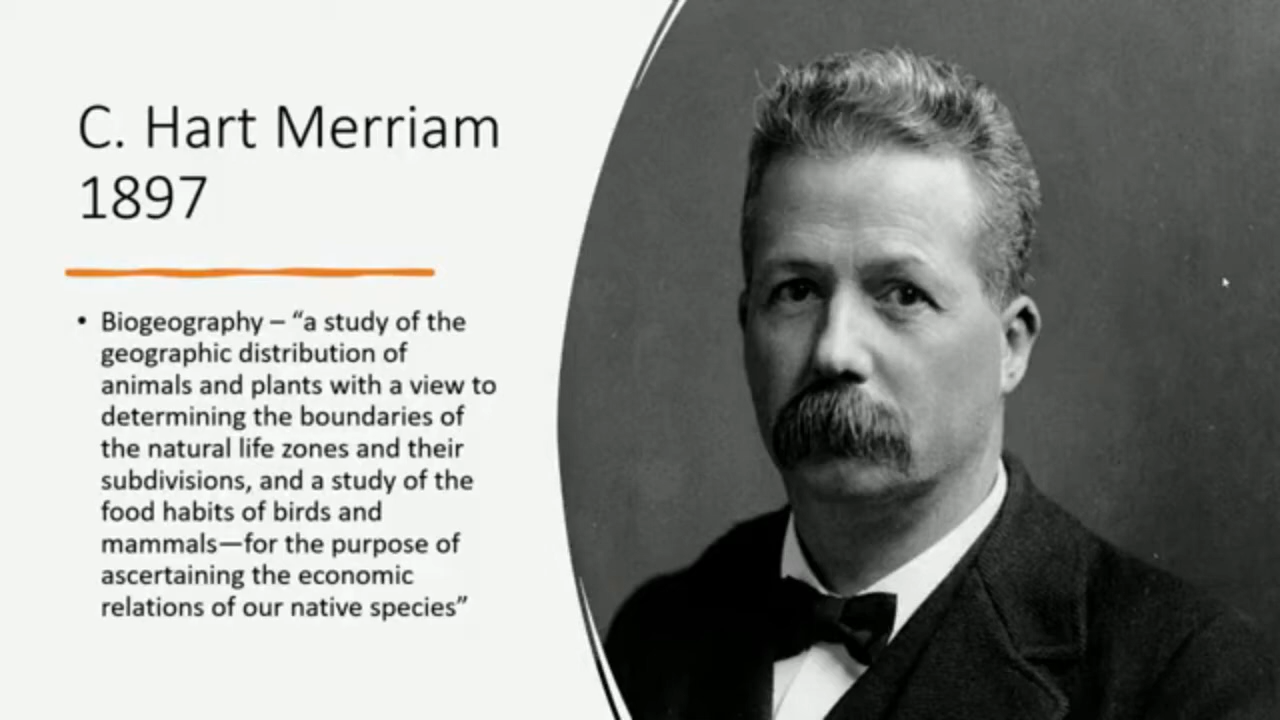 C. Hart Merriam
1897
• Biogeography – “a study of the
geographic distribution of
animals and plants with a view to
determining the boundaries of
the natural life zones and their
subdivisions, and a study of the
food habits of birds and
mammals—for the purpose of
ascertaining the economic
relations of our native species”